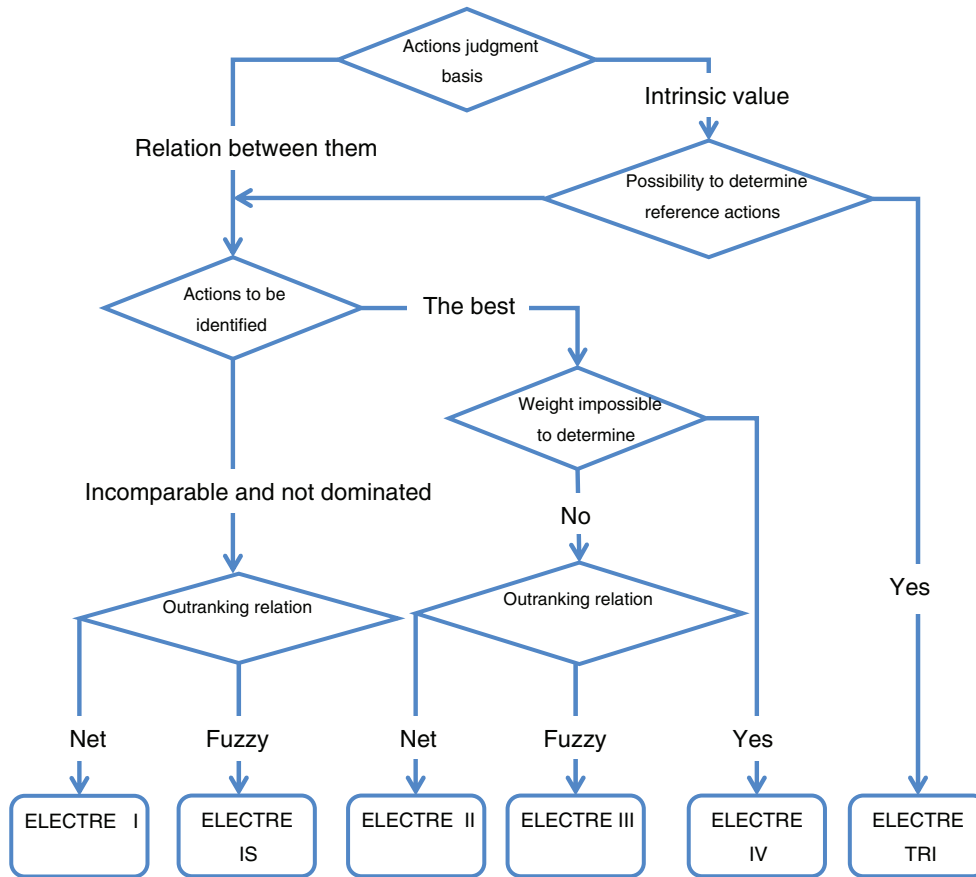 Actions judgment
basis
Intrinsic value
Relation between them
Possibility to determine
reference actions
Actions to be
identified
The best
Weight impossible
to determine
Incomparable and not dominated
No
Outranking relation
Outranking relation
Yes
Net
Fuzzy
Net
Fuzzy
Yes
ELECTRE I
ELECTRE
IS
ELECTRE II
ELECTRE III
ELECTRE
IV
ELECTRE
TRI